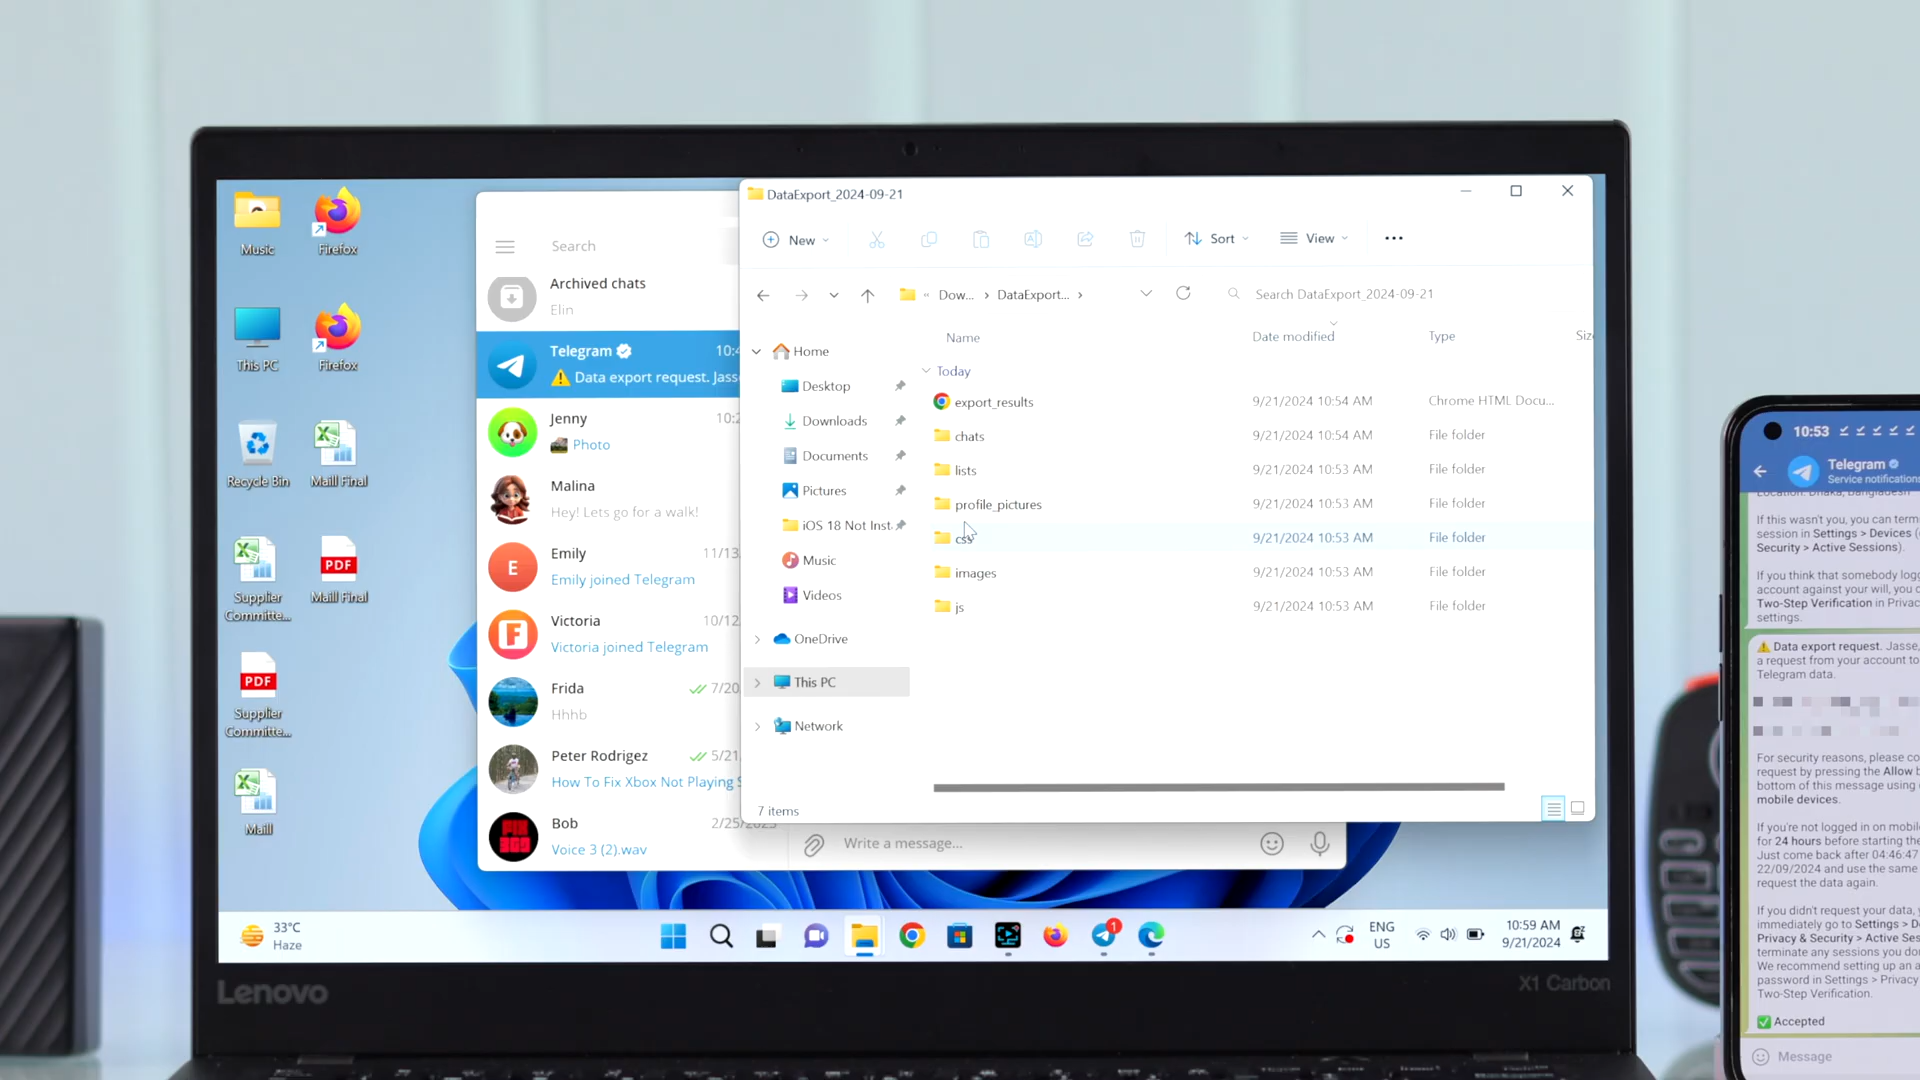 Music
Firefox
This PC
Firefox
Recycle Bin
Maill Final
Supplier
Committe...
PDF
Maill Final
PDF
Supplier
Committe...
Maill
Search
Archived chats
Elin
Telegram
10:4
Data export request. Jass
Jenny
10:2
Photo
Malina
Hey! Lets go for a walk!
E
Emily
11/13
Emily joined Telegram
Victoria
10/12
Victoria joined Telegram
Frida
7/20
Hhhb
Peter Rodrigez
5/21
How To Fix Xbox Not Playing S
FIX
369
Bob
2/25/2023
Voice 3 (2).wav
Write a message...
DataExport_2024-09-21
New
Sort
View
Dow... › DataExport... ›
Search DataExport_2024-09-21
Home
Desktop
Downloads
Documents
Pictures
iOS 18 Not Inst
Music
Videos
OneDrive
This PC
Network
Name
Date modified
Type
Siz
Today
export_results
9/21/2024 10:54 AM
Chrome HTML Docu...
chats
9/21/2024 10:54 AM
File folder
lists
9/21/2024 10:53 AM
File folder
profile_pictures
9/21/2024 10:53 AM
File folder
css
9/21/2024 10:53 AM
File folder
images
9/21/2024 10:53 AM
File folder
js
9/21/2024 10:53 AM
File folder
7 items
33°C
Haze
1
ENG
US
10:59 AM
9/21/2024
Lenovo
X1 Carbon
10:53
Telegram
Service notifications
Location: Dhaka, Bangladesh
If this wasn't you, you can term
session in Settings > Devices (
Security > Active Sessions).
If you think that somebody logg
account against your will, you c
Two-Step Verification in Privac
settings.
Data export request. Jasse,
a request from your account to
Telegram data.
For security reasons, please co
request by pressing the Allow b
bottom of this message using
mobile devices.
If you're not logged in on mobil
for 24 hours before starting the
Just come back after 04:46:47
22/09/2024 and use the same
request the data again.
If you didn't request your data,
immediately go to Settings > D
Privacy & Security > Active Se
terminate any sessions you do
We recommend setting up an a
password in Settings > Privacy
Two-Step Verification.
Accepted
Message